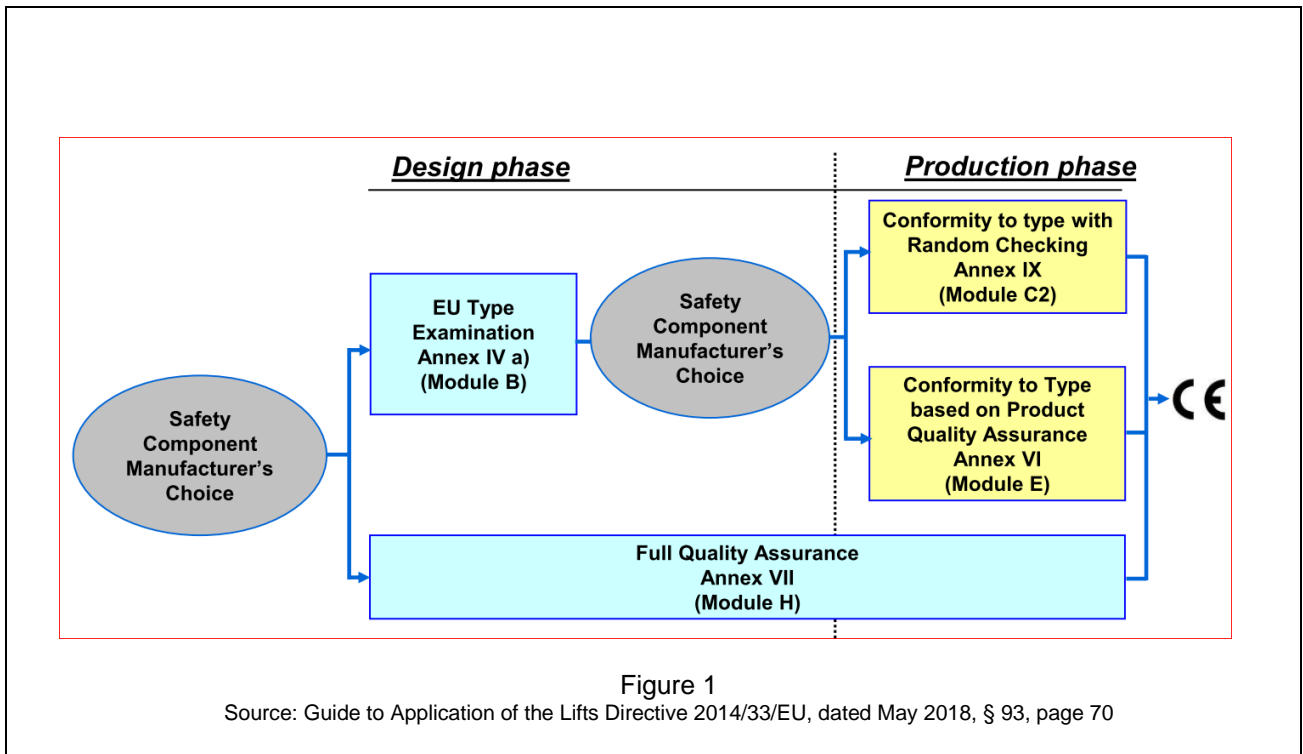 Design phase
Production phase
Safety
Component
Manufacturer's
Choice
EU Type
Examination
Annex IV a)
(Module B)
Safety
Component
Manufacturer's
Choice
Conformity to type with
Random Checking
Annex IX
(Module C2)
Conformity to Type
based on Product
Quality Assurance
Annex VI
(Module E)
Full Quality Assurance
Annex VII
(Module H)
CE
Figure 1
Source: Guide to Application of the Lifts Directive 2014/33/EU, dated May 2018, § 93, page 70